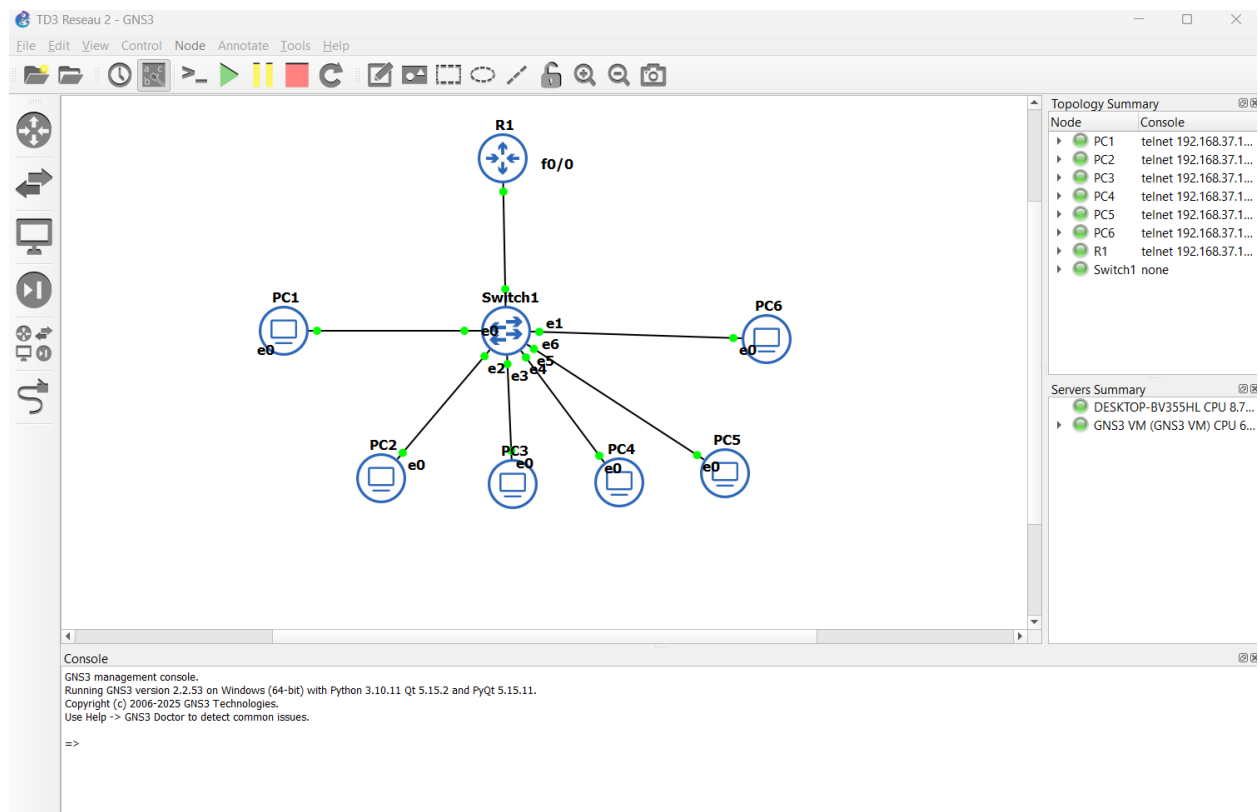 TD3 Reseau 2 - GNS3
File Edit View Control Node Annotate Tools Help
R1
f0/0
PC1
e0
Switch1
e0
e1
e6
e5
e4
e3
e2
PC6
e0
PC2
e0
PC3
e0
PC4
e0
PC5
e0
Topology Summary
Node Console
PC1 telnet 192.168.37.1...
PC2 telnet 192.168.37.1...
PC3 telnet 192.168.37.1...
PC4 telnet 192.168.37.1...
PC5 telnet 192.168.37.1...
PC6 telnet 192.168.37.1...
R1 telnet 192.168.37.1...
Switch1 none
Servers Summary
DESKTOP-BV355HL CPU 8.7...
GNS3 VM (GNS3 VM) CPU 6...
Console
GNS3 management console.
Running GNS3 version 2.2.53 on Windows (64-bit) with Python 3.10.11 Qt 5.15.2 and PyQt 5.15.11.
Copyright (c) 2006-2025 GNS3 Technologies.
Use Help -> GNS3 Doctor to detect common issues.
=>